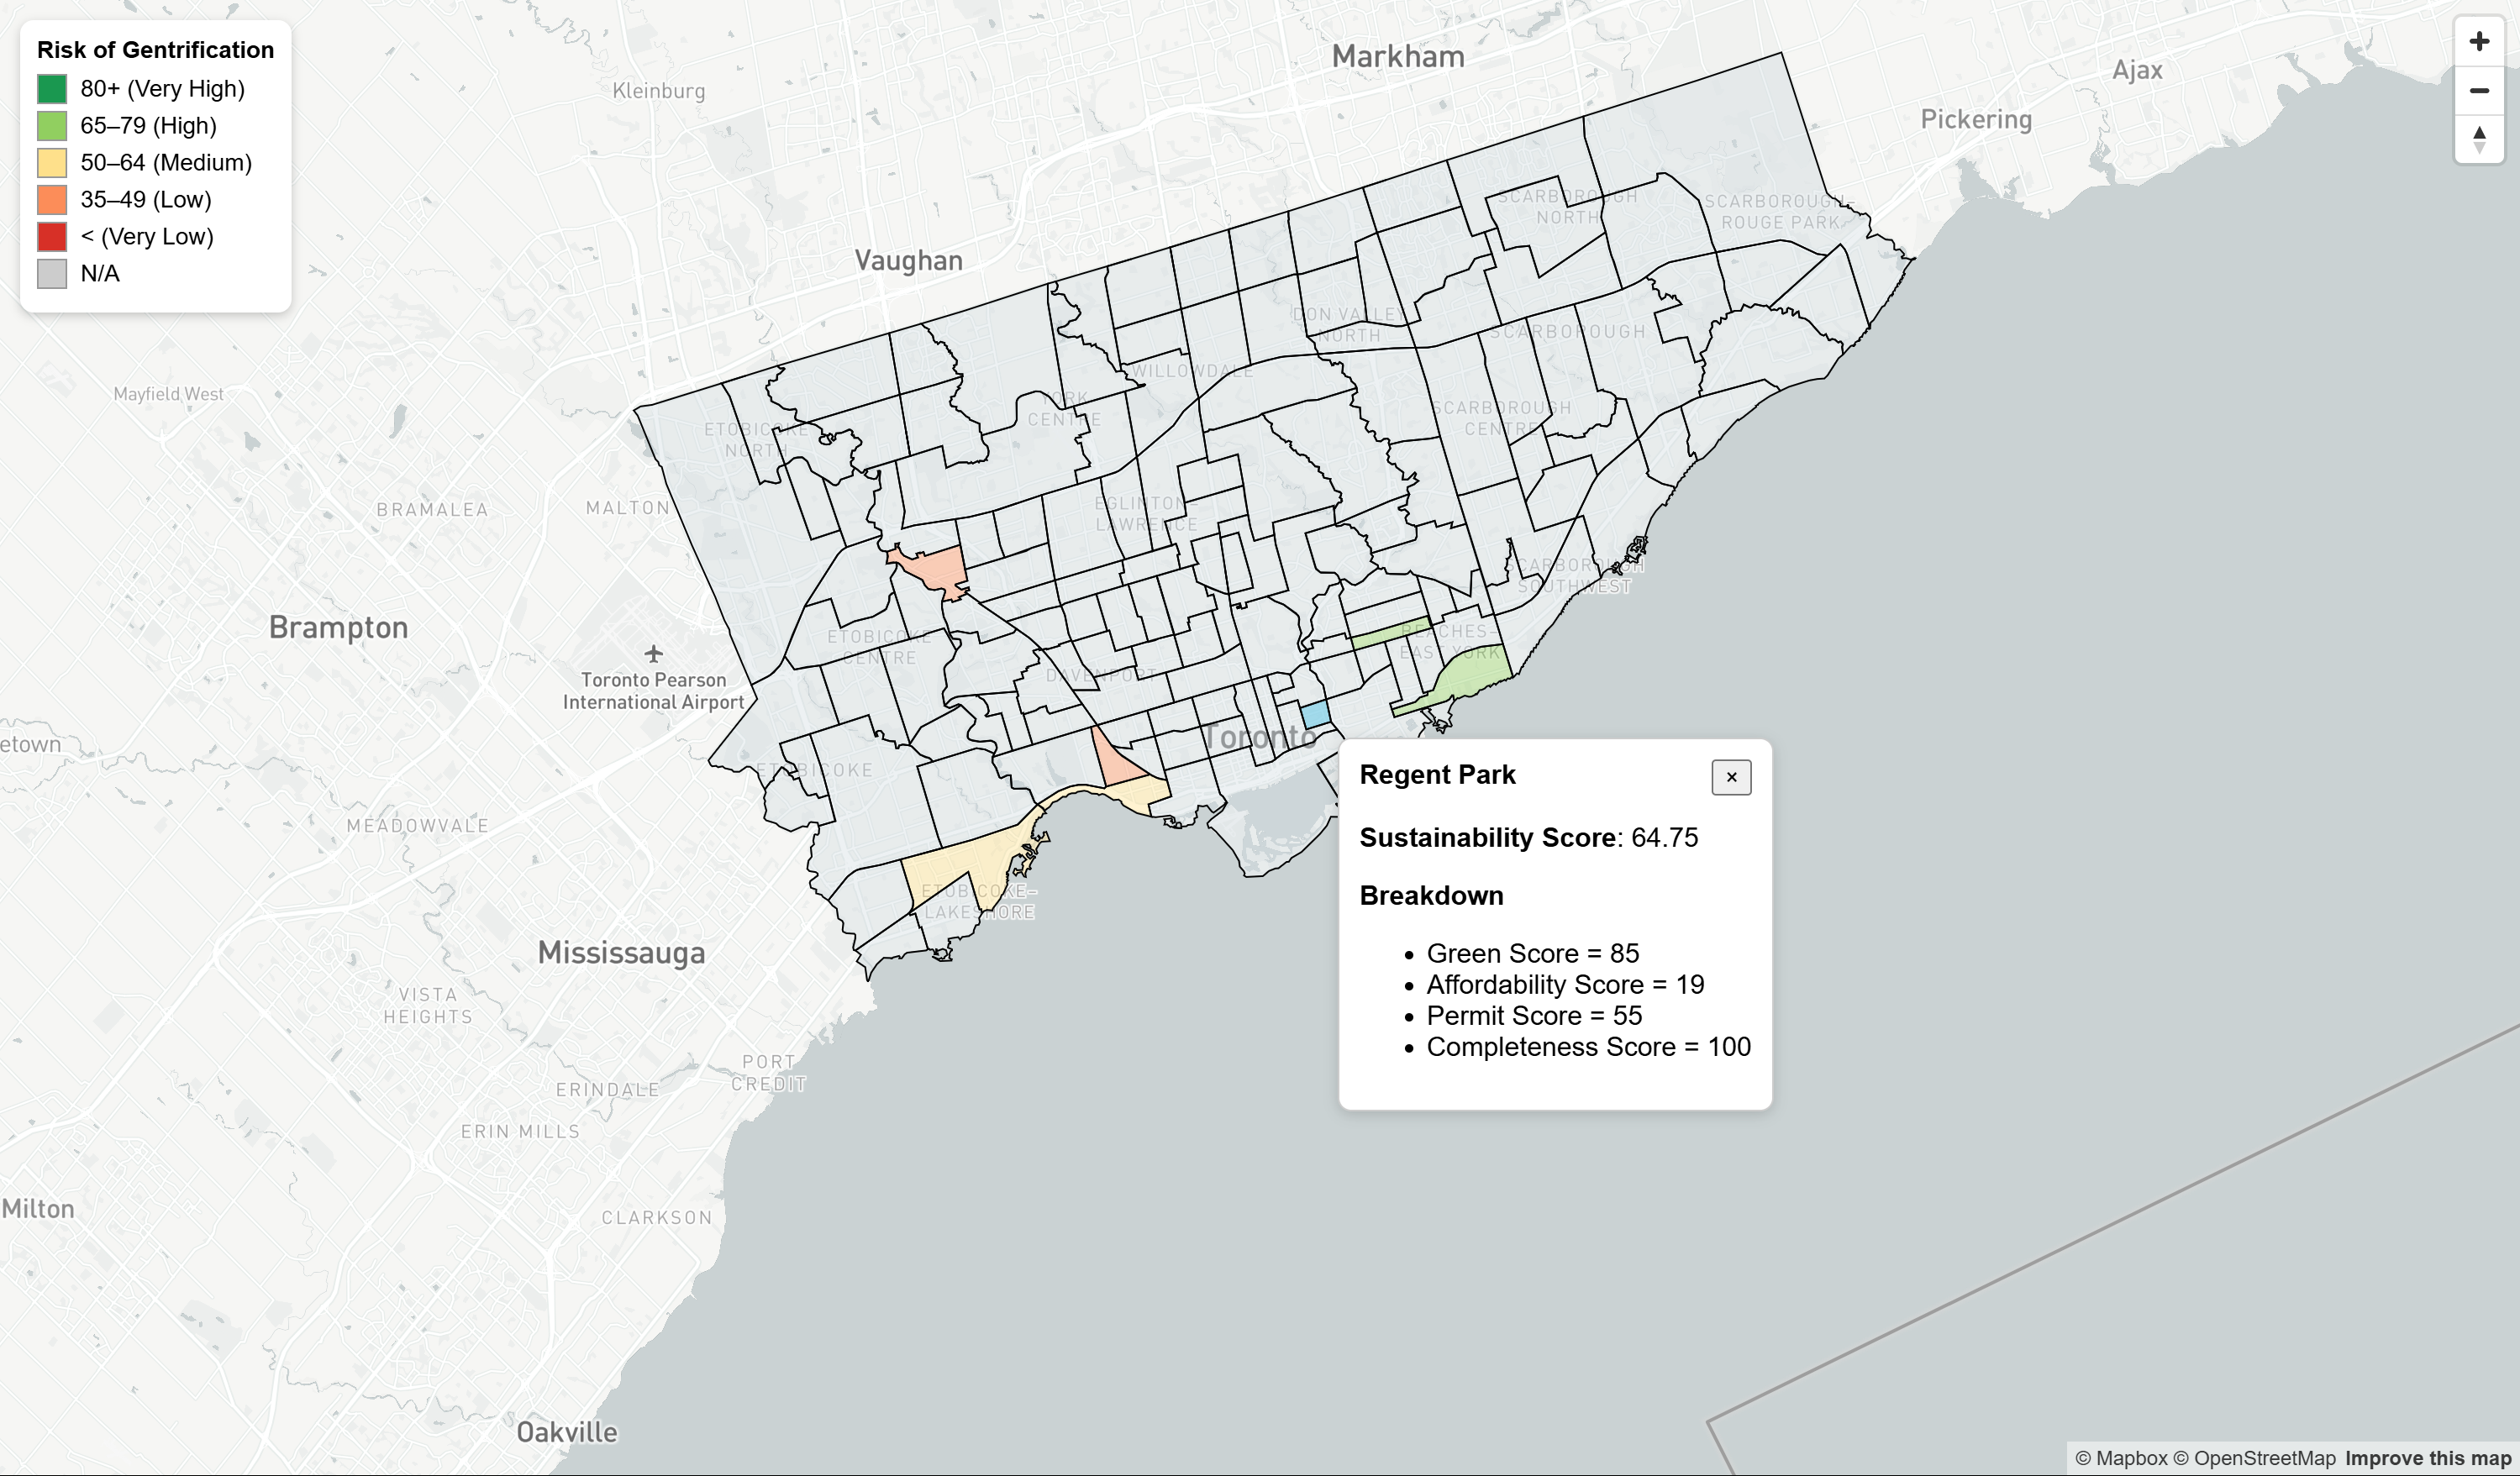 Risk of Gentrification
80+ (Very High)
65–79 (High)
50–64 (Medium)
35–49 (Low)
< (Very Low)
N/A
Markham
Ajax
Kleinburg
Pickering
SCARBOROUGH
NORTH
SCARBOROUGH–
ROUGE PARK
Vaughan
DON VALLEY
NORTH
SCARBOROUGH
WILLOWDALE
Mayfield West
YORK
CENTRE
SCARBOROUGH
CENTRE
ETOBICOKE
NORTH
BRAMALEA
MALTON
EGLINTON–
LAWRENCE
SCARBOROUGH
SOUTHWEST
Brampton
ETOBICOKE
CENTRE
BEACHES–
EAST YORK
Toronto Pearson
International Airport
DAVENPORT
etown
Toronto
ETOBICOKE
MEADOWVALE
ETOBICOKE–
LAKESHORE
Mississauga
VISTA
HEIGHTS
PORT
CREDIT
ERINDALE
ERIN MILLS
Milton
CLARKSON
Oakville
Regent Park
×
Sustainability Score: 64.75
Breakdown
• Green Score = 85
• Affordability Score = 19
• Permit Score = 55
• Completeness Score = 100
© Mapbox © OpenStreetMap Improve this map